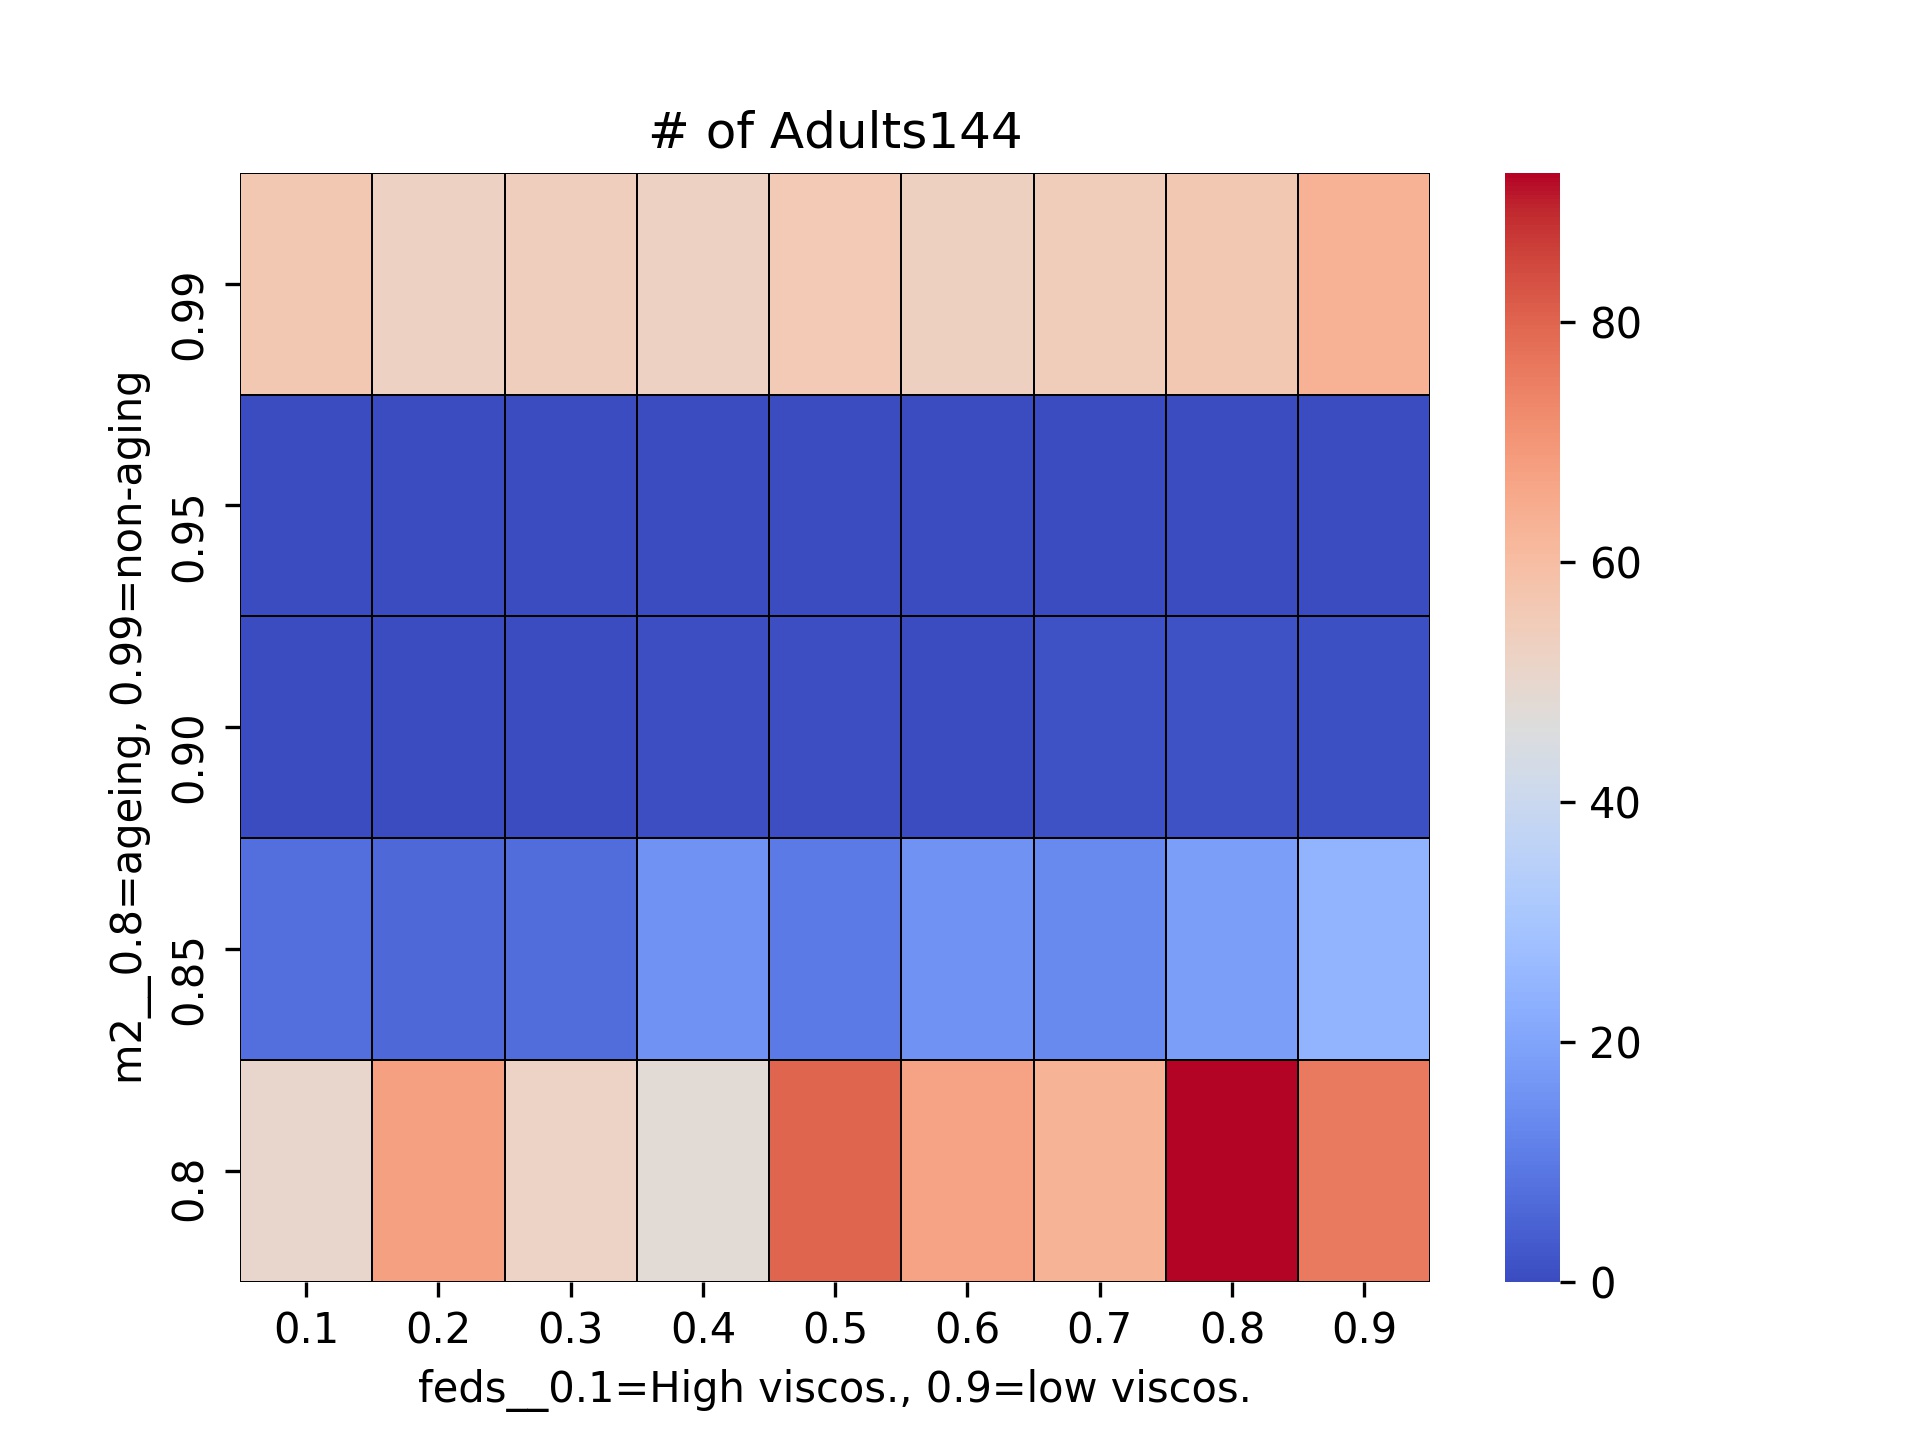 # of Adults144
m2__0.8=ageing, 0.99=non-aging
0.99
0.95
0.90
0.85
0.8
0.1 0.2 0.3 0.4 0.5 0.6 0.7 0.8 0.9
feds__0.1=High viscos., 0.9=low viscos.
80
60
40
20
0